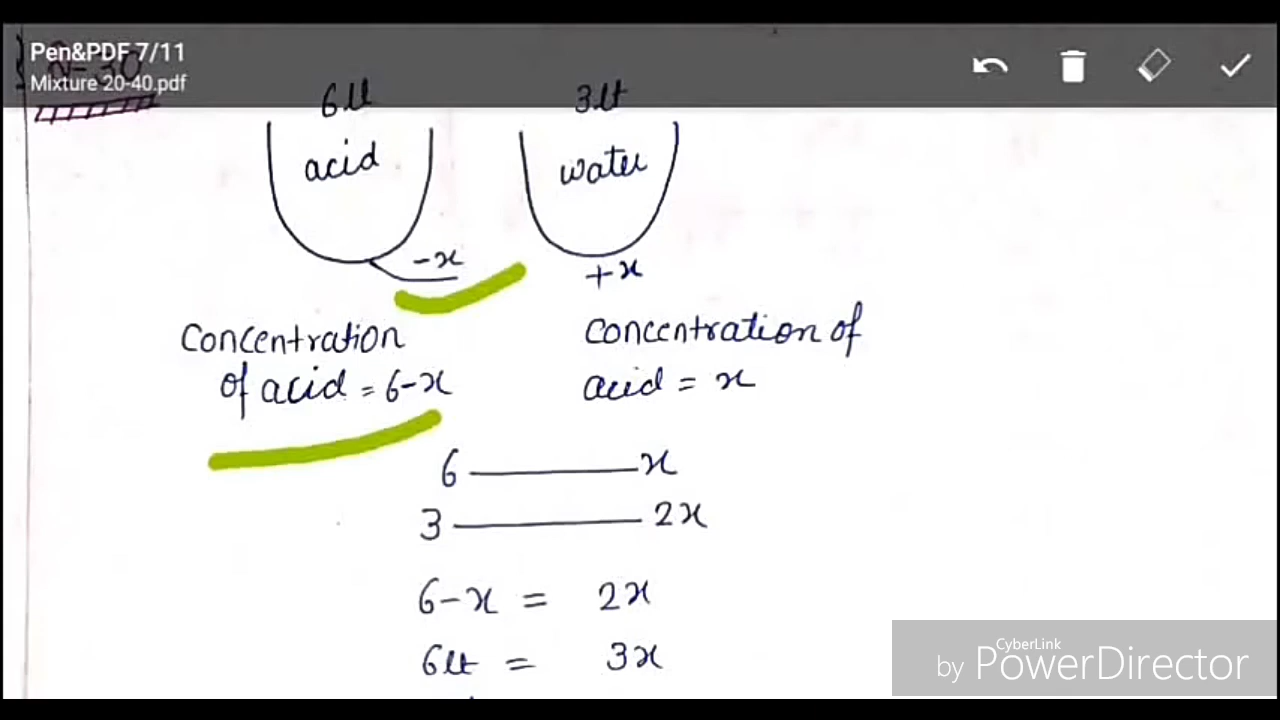 Pen&PDF 7/11
Mixture 20-40.pdf
6lt
3lt
acid
water
-x
+x
Concentration
of acid = 6-x
Concentration of
acid = x
6 — x
3 — 2x
6-x = 2x
6lt = 3x
CyberLink
by PowerDirector